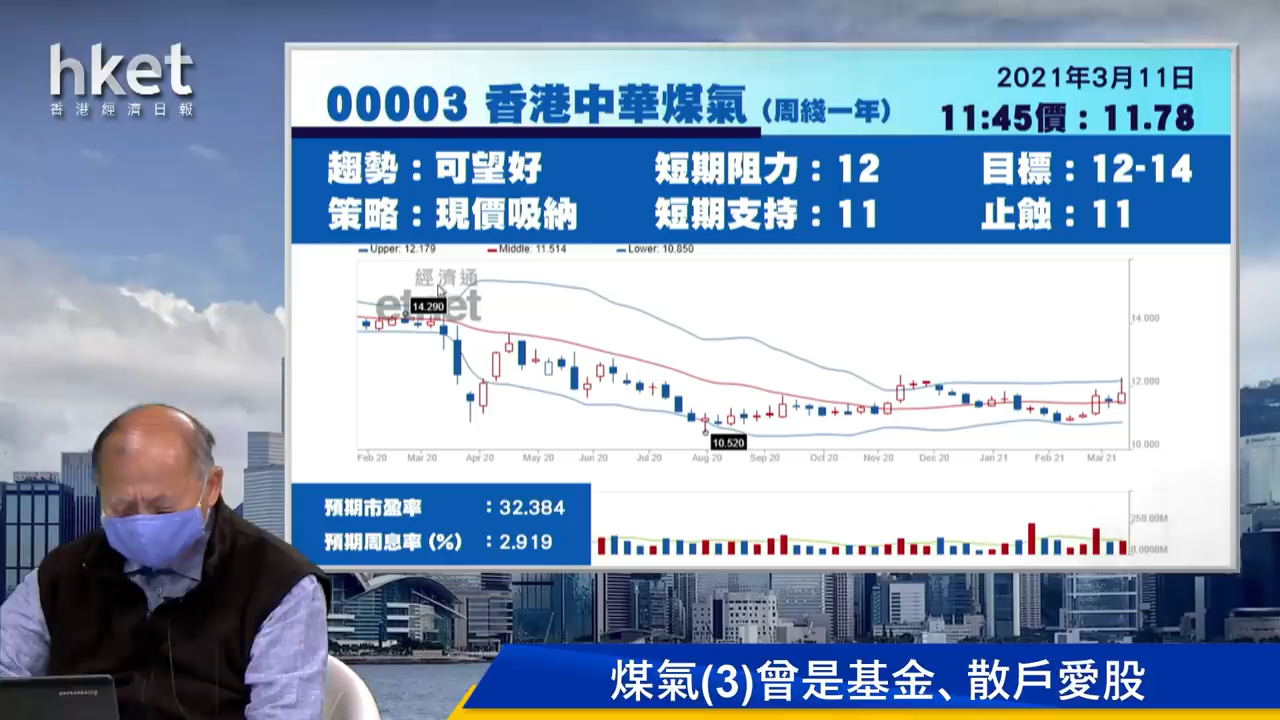 hket
香港經濟日報
00003 香港中華煤氣 (周綫一年)
2021年3月11日
11:45價：11.78
趨勢：可望好 短期阻力：12 目標：12-14
策略：現價吸納 短期支持：11 止蝕：11
Upper: 12.179 Middle: 11.514 Lower: 10.850
經濟通
etnet
14.290
14.000
12.000
10.520
10.000
Feb 20 Mar 20 Apr 20 May 20 Jun 20 Jul 20 Aug 20 Sep 20 Oct 20 Nov 20 Dec 20 Jan 21 Feb 21 Mar 21
預期市盈率 ：32.384
預期周息率 (%) ：2.919
250.00M
0.0000M
lenovo
煤氣(3)曾是基金、散戶愛股